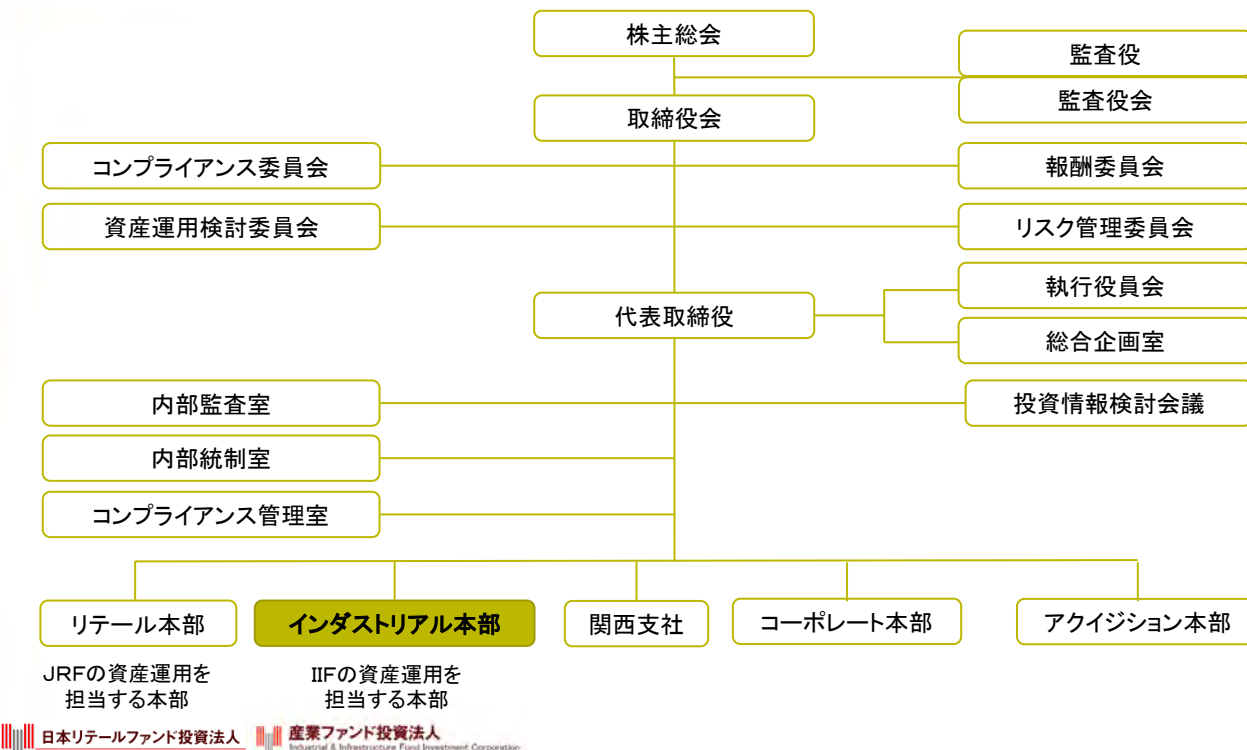 株主総会
監査役
監査役会
取締役会
コンプライアンス委員会
報酬委員会
資産運用検討委員会
リスク管理委員会
執行役員会
代表取締役
総合企画室
内部監査室
投資情報検討会議
内部統制室
コンプライアンス管理室
リテール本部
インダストリアル本部
関西支社
コーポレート本部
アクイジション本部
JRFの資産運用を
担当する本部
IIFの資産運用を
担当する本部
日本リテールファンド投資法人
産業ファンド投資法人
Industrial & Infrastructure Fund Investment Corporation